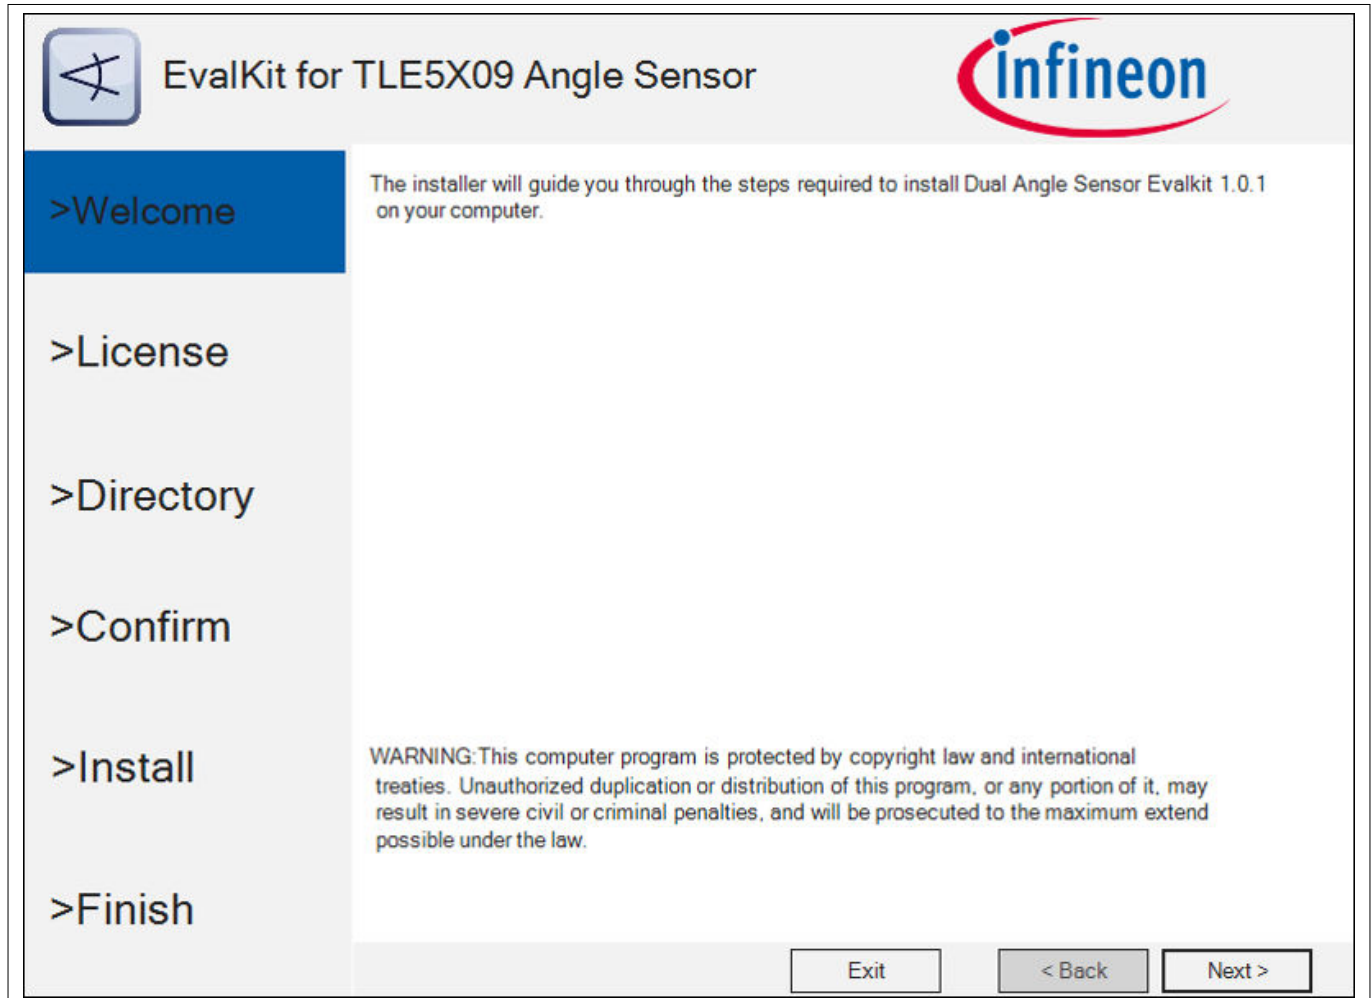 EvalKit for TLE5X09 Angle Sensor
infineon
>Welcome
>License
>Directory
>Confirm
>Install
>Finish
The installer will guide you through the steps required to install Dual Angle Sensor Evalkit 1.0.1
on your computer.
WARNING:This computer program is protected by copyright law and international
treaties. Unauthorized duplication or distribution of this program, or any portion of it, may
result in severe civil or criminal penalties, and will be prosecuted to the maximum extend
possible under the law.
Exit
< Back
Next >